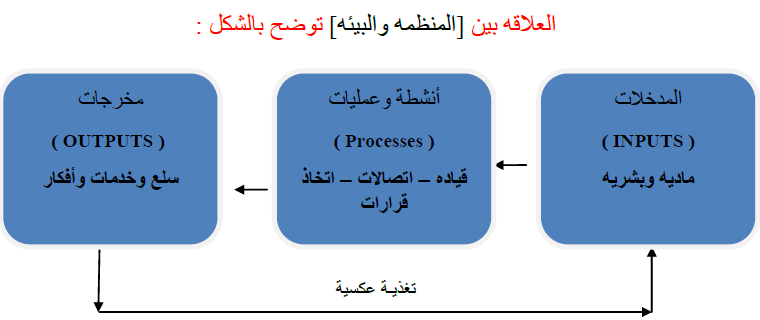 العلاقه بين [المنظمه والبيئه] توضح بالشكل :
المدخلات
( INPUTS )
ماديه وبشريه
أنشطة وعمليات
( Processes )
قياده – اتصالات – اتخاذ
قرارات
مخرجات
( OUTPUTS )
سلع وخدمات وأفكار
تغذية عكسية